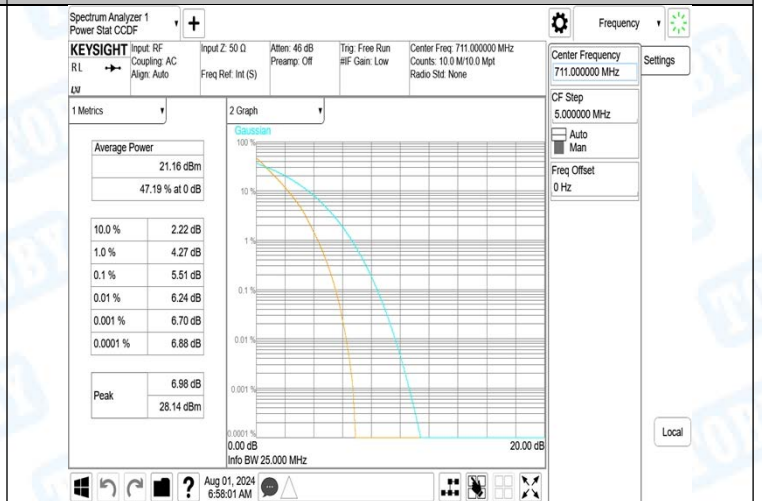 Spectrum Analyzer 1
Power Stat CCDF
Frequency
KEYSIGHT
RL
Input: RF
Coupling: AC
Align: Auto
Input Z: 50 Ω
Freq Ref: Int (S)
Atten: 46 dB
Preamp: Off
Trig: Free Run
#IF Gain: Low
Center Freq: 711.000000 MHz
Counts: 10.0 M/10.0 Mpt
Radio Std: None
Center Frequency
711.000000 MHz
Settings
CF Step
5.000000 MHz
Auto
Man
Freq Offset
0 Hz
Local
1 Metrics
Average Power
21.16 dBm
47.19 % at 0 dB
10.0 % 2.22 dB
1.0 % 4.27 dB
0.1 % 5.51 dB
0.01 % 6.24 dB
0.001 % 6.70 dB
0.0001 % 6.88 dB
Peak
6.98 dB
28.14 dBm
2 Graph
Gaussian
100 %
10 %
1 %
0.1 %
0.01 %
0.001 %
0.0001 %
0.00 dB
20.00 dB
Info BW 25.000 MHz
?
Aug 01, 2024
6:58:01 AM
TOBY